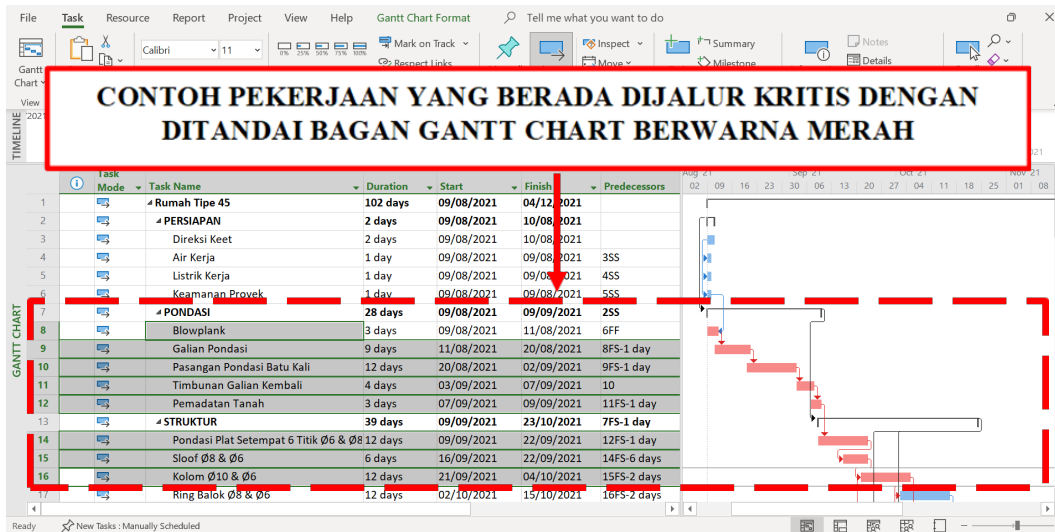 File Task Resource Report Project View Help Gantt Chart Format Tell me what you want to do
Calibri 11 0% 25% 50% 75% 100% Mark on Track Inspect Summary Notes
Respect Links Move Milestone Details
Gantt
Chart
View
CONTOH PEKERJAAN YANG BERADA DIJALUR KRITIS DENGAN
DITANDAI BAGAN GANTT CHART BERWARNA MERAH
TIMELINE
Aug '21 Sep '21 Oct '21 Nov '21
Task
Mode Task Name Duration Start Finish Predecessors 02 09 16 23 30 06 13 20 27 04 11 18 25 01 08
GANTT CHART
1 Rumah Tipe 45 102 days 09/08/2021 04/12/2021
2 PERSIAPAN 2 days 09/08/2021 10/08/2021
3 Direksi Keet 2 days 09/08/2021 10/08/2021
4 Air Kerja 1 day 09/08/2021 09/08/2021 3SS
5 Listrik Kerja 1 day 09/08/2021 09/08/2021 4SS
6 Keamanan Proyek 1 day 09/08/2021 09/08/2021 5SS
7 PONDASI 28 days 09/08/2021 09/09/2021 2SS
8 Blowplank 3 days 09/08/2021 11/08/2021 6FF
9 Galian Pondasi 9 days 11/08/2021 20/08/2021 8FS-1 day
10 Pasangan Pondasi Batu Kali 12 days 20/08/2021 02/09/2021 9FS-1 day
11 Timbunan Galian Kembali 4 days 03/09/2021 07/09/2021 10
12 Pemadatan Tanah 3 days 07/09/2021 09/09/2021 11FS-1 day
13 STRUKTUR 39 days 09/09/2021 23/10/2021 7FS-1 day
14 Pondasi Plat Setempat 6 Titik Ø6 & Ø8 12 days 09/09/2021 22/09/2021 12FS-1 day
15 Sloof Ø8 & Ø6 6 days 16/09/2021 22/09/2021 14FS-6 days
16 Kolom Ø10 & Ø6 12 days 21/09/2021 04/10/2021 15FS-2 days
17 Ring Balok Ø8 & Ø6 12 days 02/10/2021 15/10/2021 16FS-2 days
Ready New Tasks : Manually Scheduled